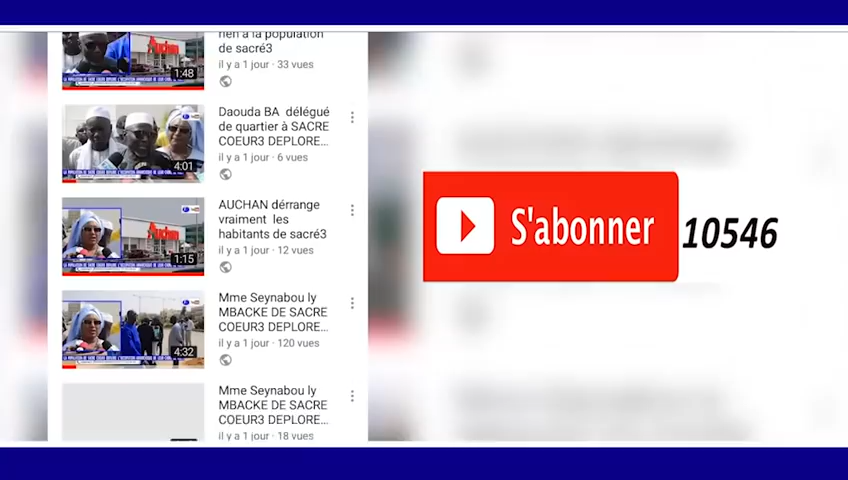 rien à la population
de sacré3
il y a 1 jour · 33 vues
1:48
Daouda BA délégué
de quartier à SACRE
COEUR3 DEPLORE...
il y a 1 jour · 6 vues
4:01
AUCHAN dérrange
vraiment les
habitants de sacré3
il y a 1 jour · 12 vues
Auchan
1:15
Mme Seynabou ly
MBACKE DE SACRE
COEUR3 DEPLORE...
il y a 1 jour · 120 vues
4:32
Mme Seynabou ly
MBACKE DE SACRE
COEUR3 DEPLORE...
il y a 1 jour · 18 vues
S'abonner
10546